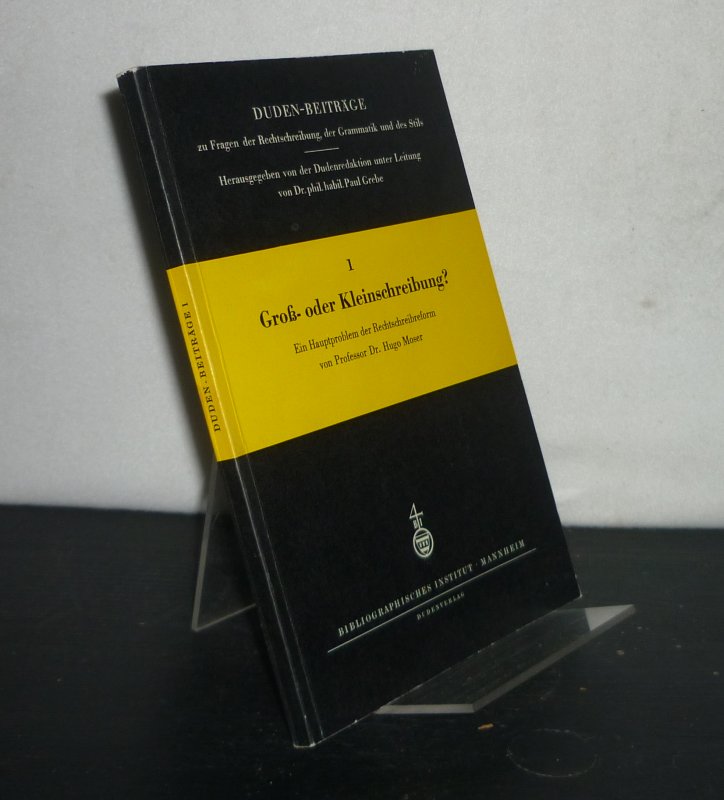 DUDEN-BEITRÄGE
zu Fragen der Rechtschreibung, der Grammatik und des Stils
Herausgegeben von der Dudenredaktion unter Leitung
von Dr. phil. habil. Paul Grebe
1
Groß- oder Kleinschreibung?
Ein Hauptproblem der Rechtschreibreform
von Professor Dr. Hugo Moser
BI
BIBLIOGRAPHISCHES INSTITUT · MANNHEIM
DUDENVERLAG
DUDEN-BEITRÄGE 1